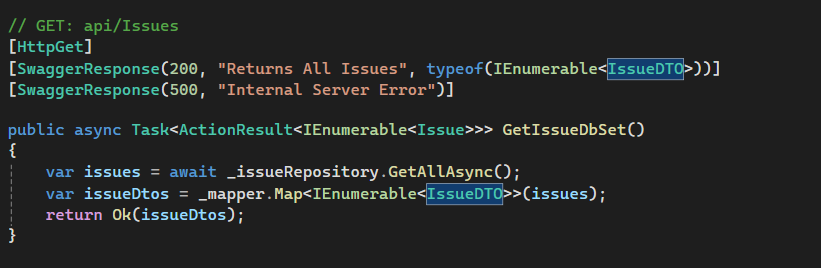 // GET: api/Issues
[HttpGet]
[SwaggerResponse(200, "Returns All Issues", typeof(IEnumerable<IssueDTO>))]
[SwaggerResponse(500, "Internal Server Error")]
public async Task<ActionResult<IEnumerable<Issue>>> GetIssueDbSet()
{
var issues = await _issueRepository.GetAllAsync();
var issueDtos = _mapper.Map<IEnumerable<IssueDTO>>(issues);
return Ok(issueDtos);
}